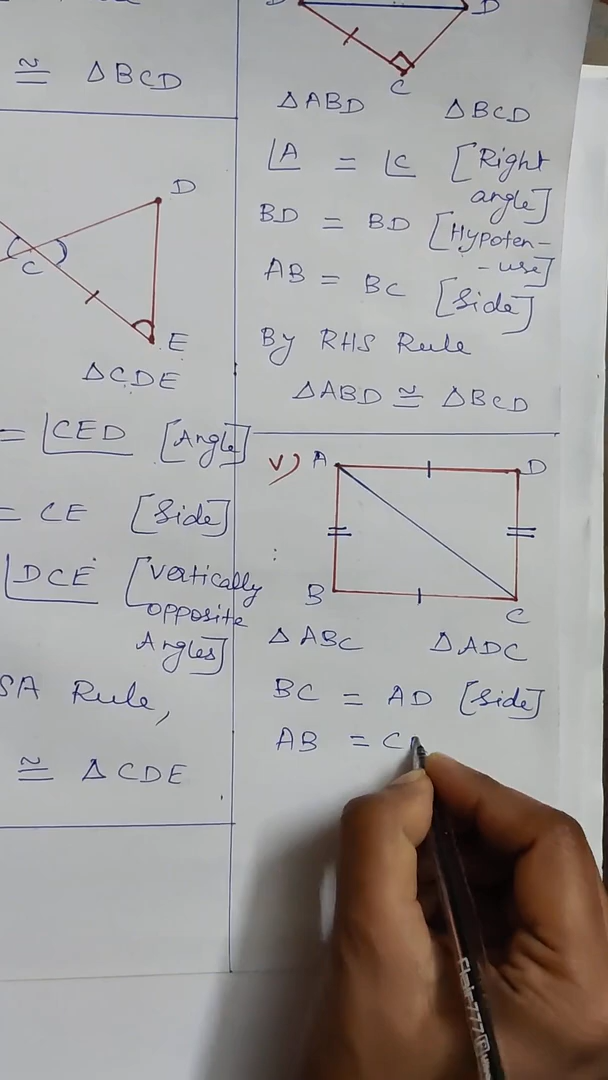 ≅ ΔBCD
D
C
E
ΔCDE
= ∠CED [Angle]
= CE [Side]
∠DCE [Vertically
opposite
Angles]
SA Rule,
≅ ΔCDE
D
C
ΔABD ΔBCD
∠A = ∠C [Right
angle]
BD = BD [Hypoten-
-use]
AB = BC [Side]
By RHS Rule
ΔABD ≅ ΔBCD
v) A D
B C
ΔABC ΔADC
BC = AD [Side]
AB = C